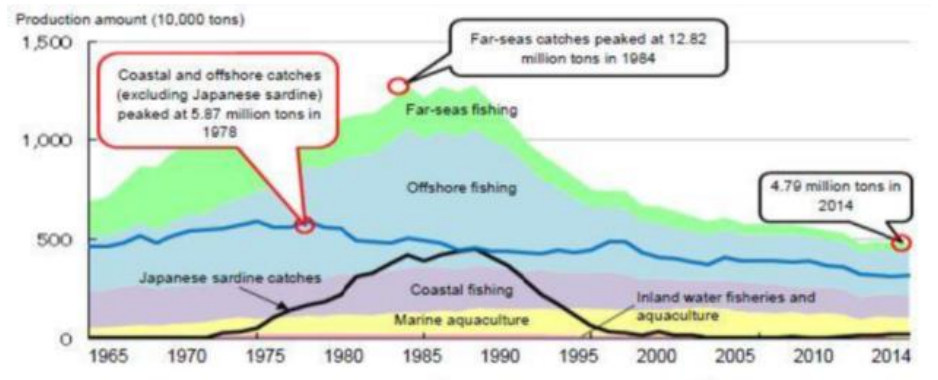 Production amount (10,000 tons)
1,500
1,000
500
0
Coastal and offshore catches
(excluding Japanese sardine)
peaked at 5.87 million tons in
1978
Far-seas catches peaked at 12.82
million tons in 1984
Far-seas fishing
Offshore fishing
4.79 million tons in
2014
Japanese sardine catches
Coastal fishing
Inland water fisheries and
aquaculture
Marine aquaculture
1965 1970 1975 1980 1985 1990 1995 2000 2005 2010 2014